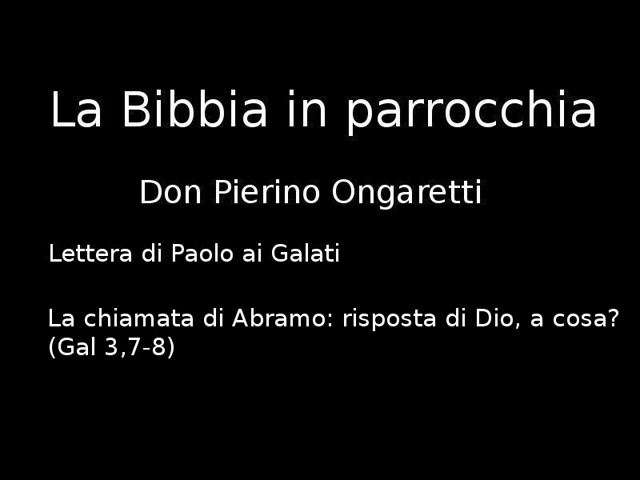 La Bibbia in parrocchia
Don Pierino Ongaretti
Lettera di Paolo ai Galati
La chiamata di Abramo: risposta di Dio, a cosa?
(Gal 3,7-8)